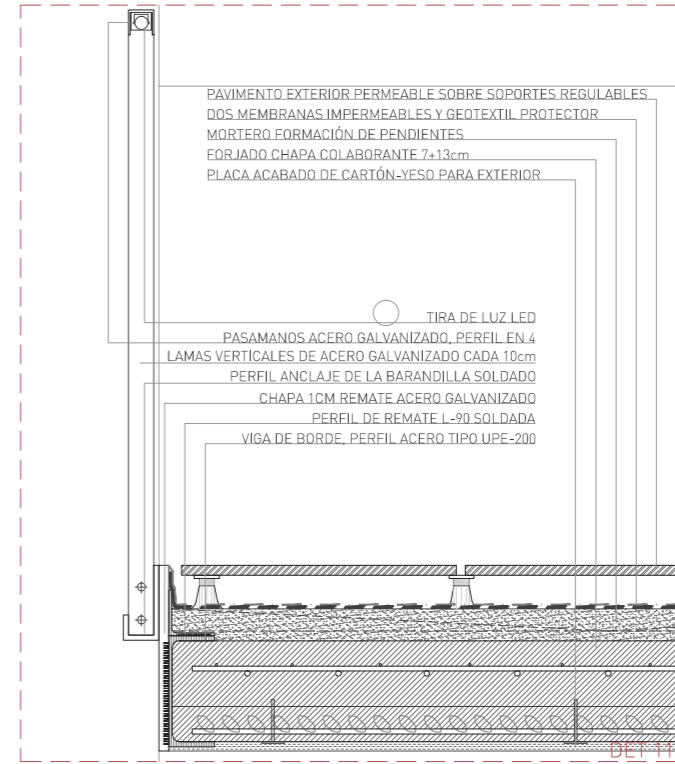 PAVIMENTO EXTERIOR PERMEABLE SOBRE SOPORTES REGULABLES
DOS MEMBRANAS IMPERMEABLES Y GEOTEXTIL PROTECTOR
MORTERO FORMACIÓN DE PENDIENTES
FORJADO CHAPA COLABORANTE 7+13cm
PLACA ACABADO DE CARTÓN-YESO PARA EXTERIOR
TIRA DE LUZ LED
PASAMANOS ACERO GALVANIZADO, PERFIL EN 4
LAMAS VERTICALES DE ACERO GALVANIZADO CADA 10cm
PERFIL ANCLAJE DE LA BARANDILLA SOLDADO
CHAPA 1CM REMATE ACERO GALVANIZADO
PERFIL DE REMATE L-90 SOLDADA
VIGA DE BORDE, PERFIL ACERO TIPO UPE-200
DET 11